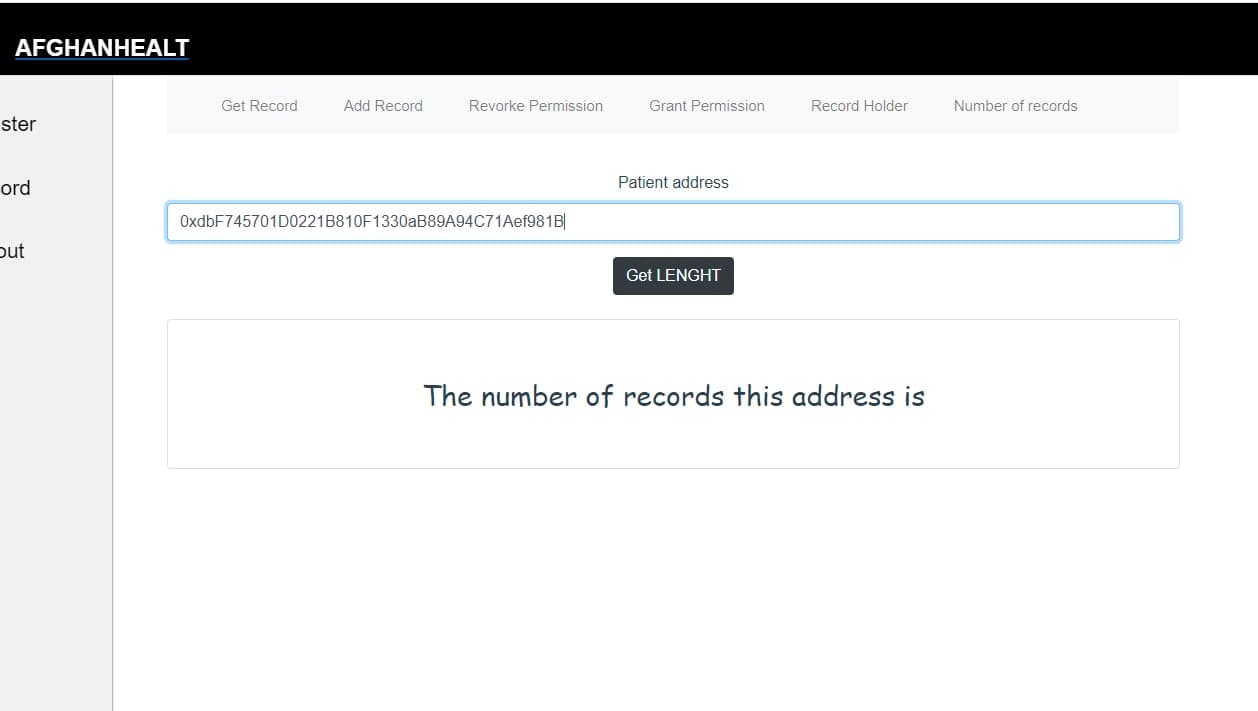 AFGHANHEALT
Get Record Add Record Revorke Permission Grant Permission Record Holder Number of records
ster
ord
out
Patient address
0xdbF745701D0221B810F1330aB89A94C71Aef981B
Get LENGHT
The number of records this address is